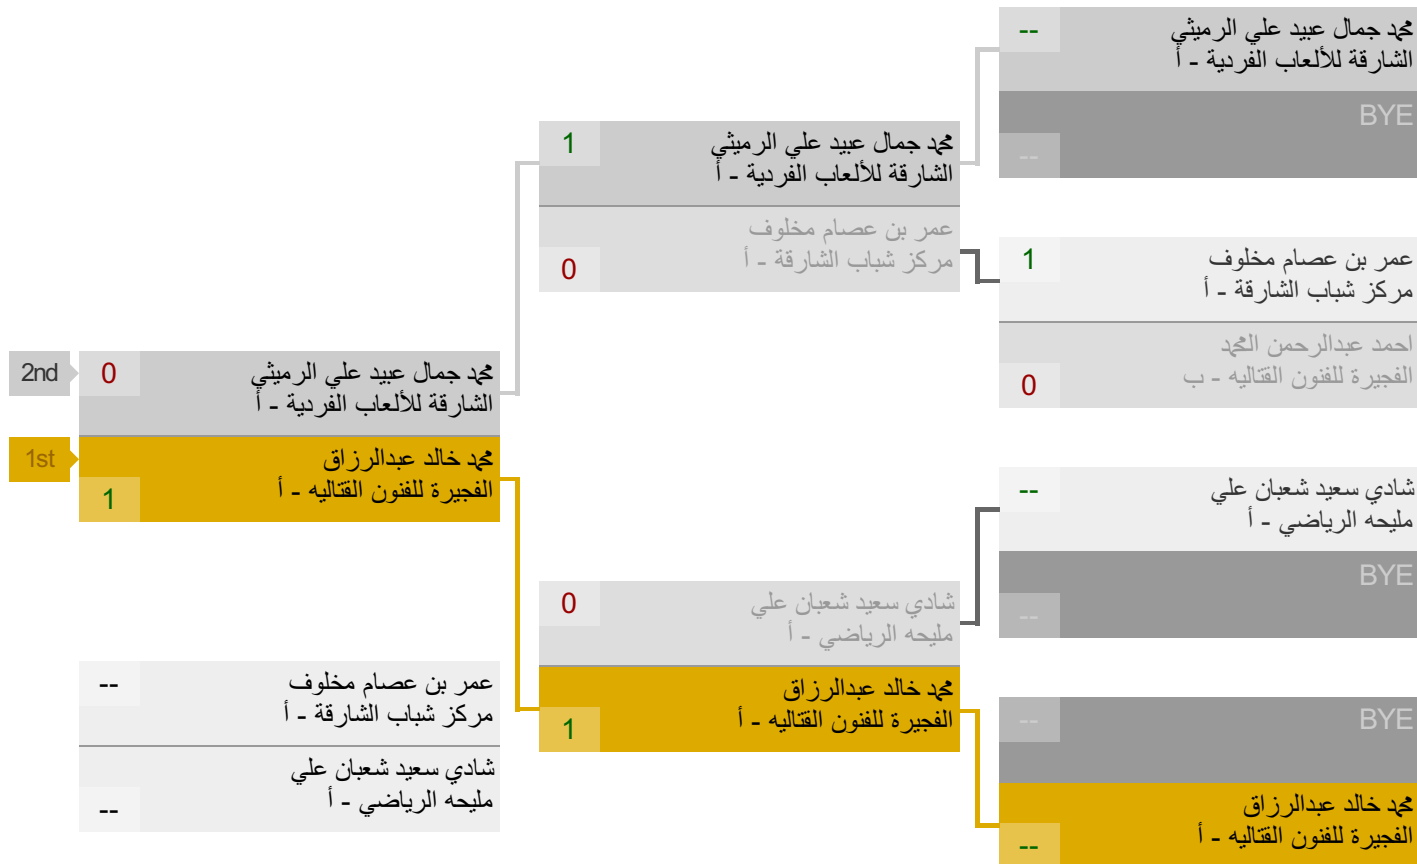 --
محمد جمال عبيد علي الرميثي
الشارقة للألعاب الفردية - أ
BYE
--
1
محمد جمال عبيد علي الرميثي
الشارقة للألعاب الفردية - أ
عمر بن عصام مخلوف
مركز شباب الشارقة - أ
0
1
عمر بن عصام مخلوف
مركز شباب الشارقة - أ
احمد عبدالرحمن المحمد
الفجيرة للفنون القتاليه - ب
0
2nd
0
محمد جمال عبيد علي الرميثي
الشارقة للألعاب الفردية - أ
1st
محمد خالد عبدالرزاق
الفجيرة للفنون القتاليه - أ
1
--
شادي سعيد شعبان علي
مليحه الرياضي - أ
BYE
--
0
شادي سعيد شعبان علي
مليحه الرياضي - أ
محمد خالد عبدالرزاق
الفجيرة للفنون القتاليه - أ
1
--
عمر بن عصام مخلوف
مركز شباب الشارقة - أ
شادي سعيد شعبان علي
مليحه الرياضي - أ
--
--
BYE
محمد خالد عبدالرزاق
الفجيرة للفنون القتاليه - أ
--